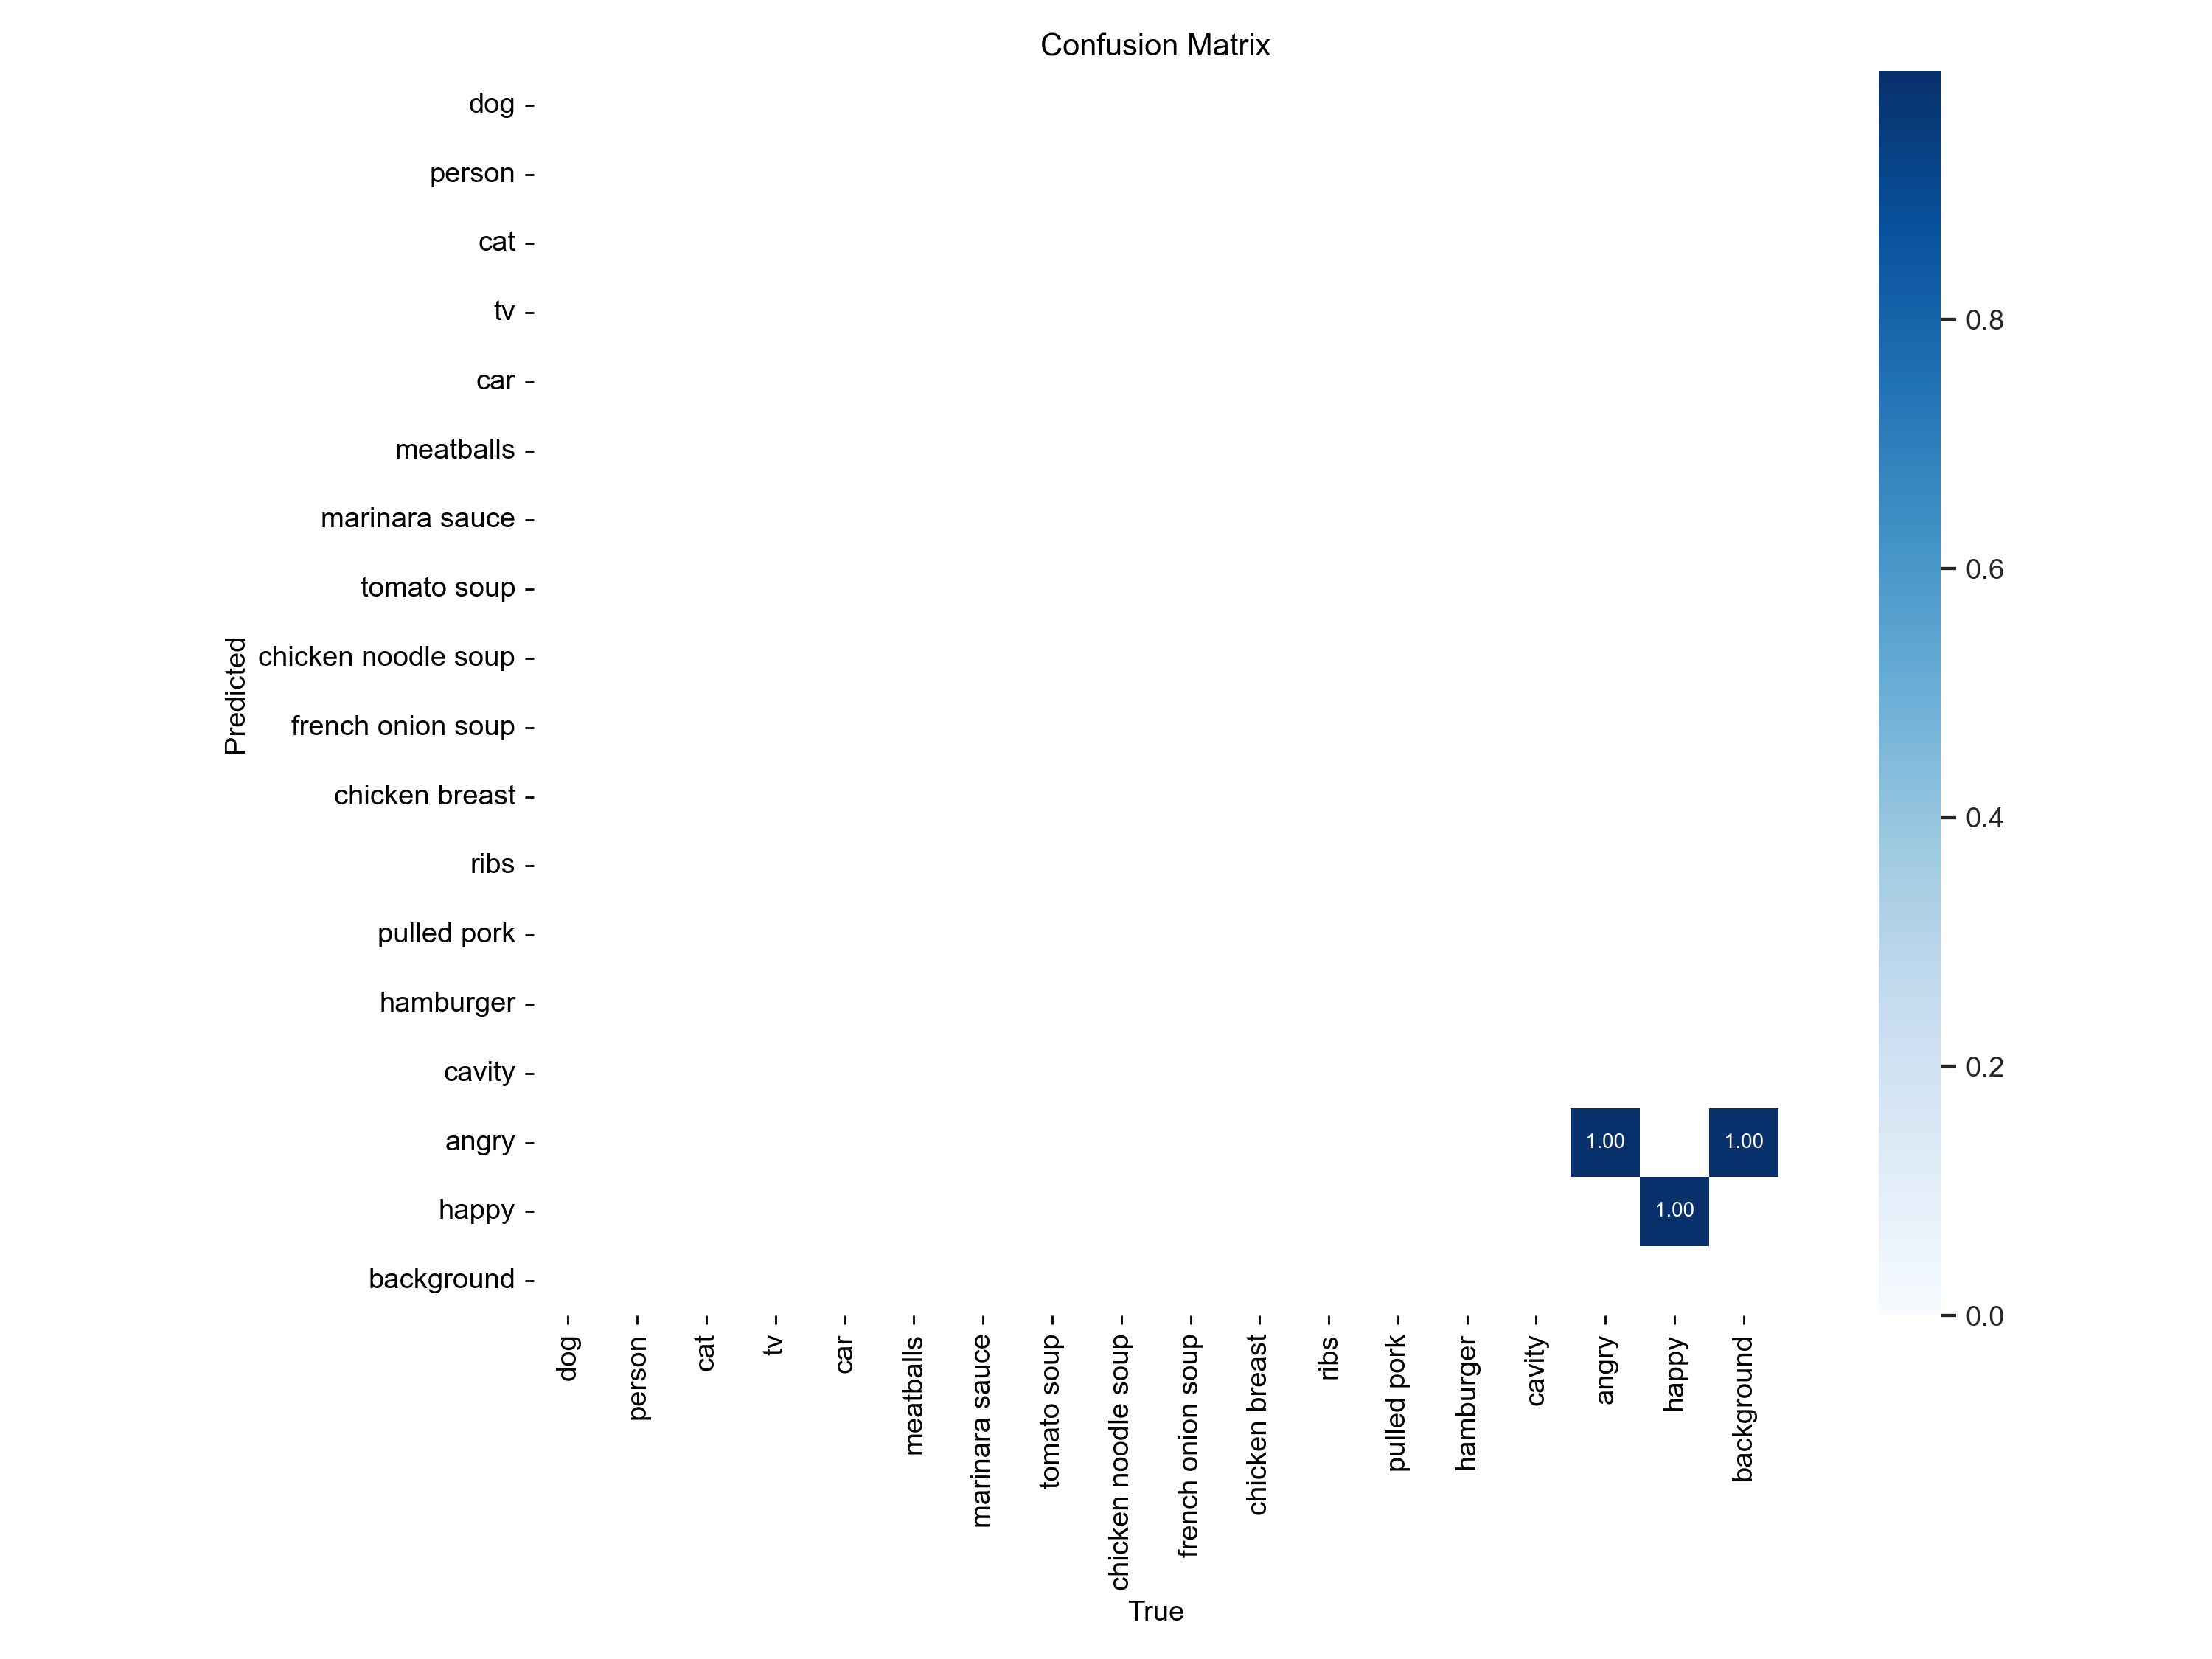 Confusion Matrix
dog
person
cat
tv
car
meatballs
marinara sauce
tomato soup
chicken noodle soup
french onion soup
chicken breast
ribs
pulled pork
hamburger
cavity
angry
happy
background
Predicted
1.00 1.00
1.00
dog
person
cat
tv
car
meatballs
marinara sauce
tomato soup
chicken noodle soup
french onion soup
chicken breast
ribs
pulled pork
hamburger
cavity
angry
happy
background
True
0.8
0.6
0.4
0.2
0.0